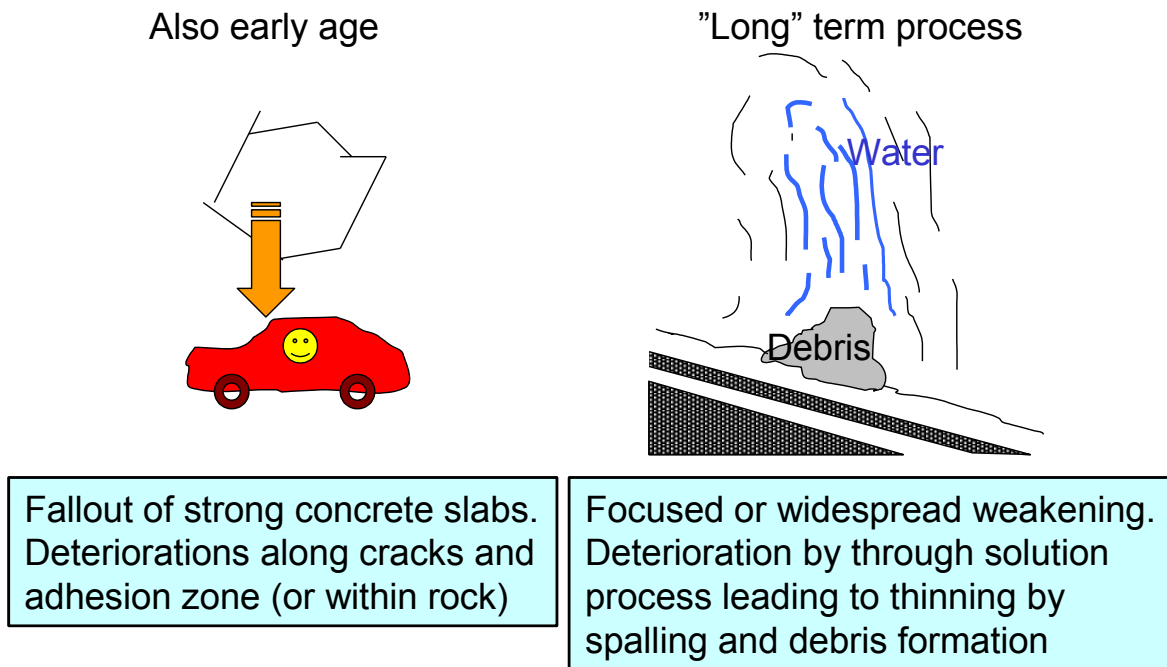 Also early age
”Long” term process
Water
Debris
Fallout of strong concrete slabs.
Deteriorations along cracks and
adhesion zone (or within rock)
Focused or widespread weakening.
Deterioration by through solution
process leading to thinning by
spalling and debris formation